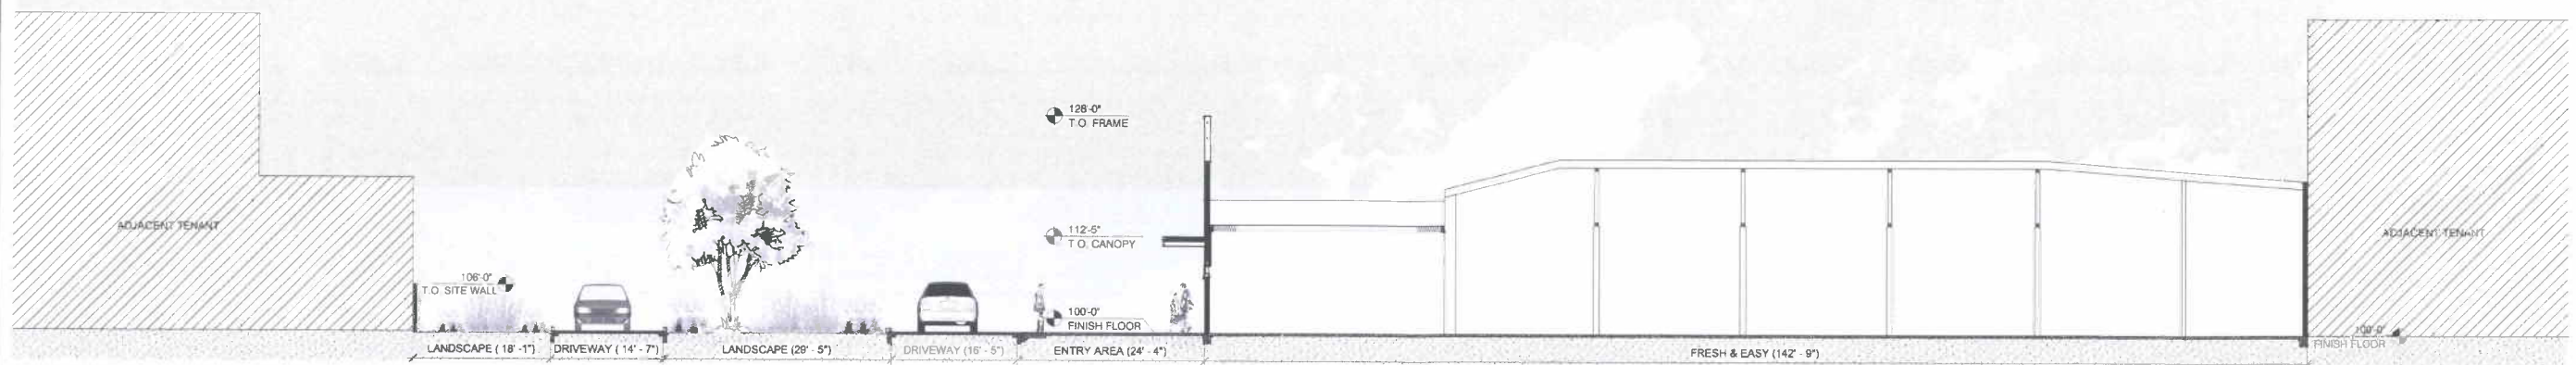 128'-0"
T.O. FRAME
ADJACENT TENANT
112'-5"
T.O. CANOPY
ADJACENT TENANT
106'-0"
T.O. SITE WALL
100'-0"
FINISH FLOOR
100'-0"
FINISH FLOOR
LANDSCAPE ( 18' -1")
DRIVEWAY ( 14' - 7")
LANDSCAPE (29' - 5")
DRIVEWAY (16' - 5")
ENTRY AREA (24' - 4")
FRESH & EASY (142' - 9")